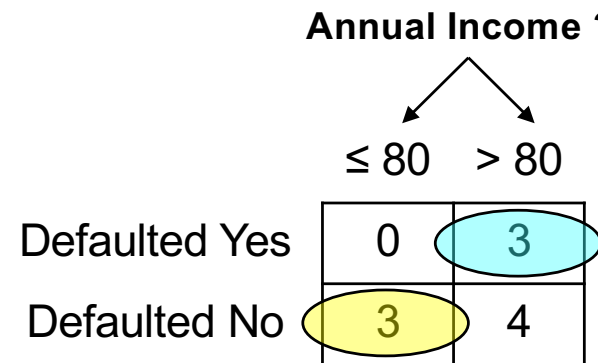 Annual Income ?
≤ 80 > 80
Defaulted Yes 0 3
Defaulted No 3 4